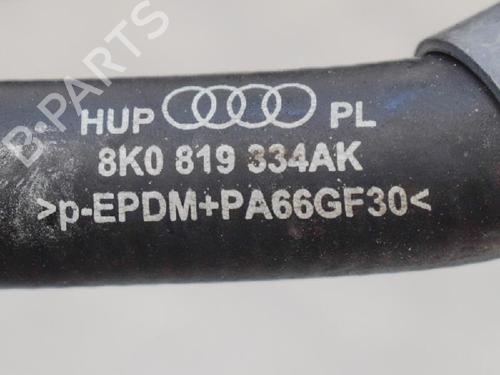 HUP PL
8K0 819 334AK
>p-EPDM+PA66GF30<
B-PARTS